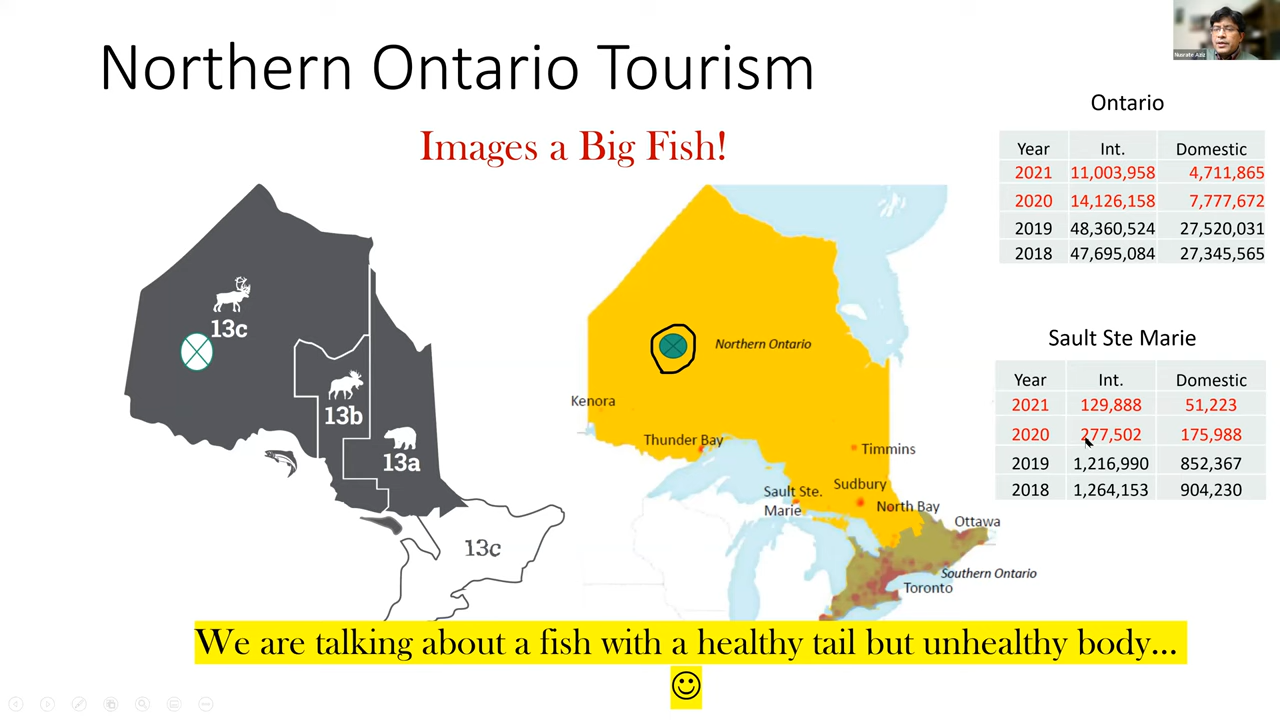 Northern Ontario Tourism
Nusrate Aziz
Images a Big Fish!
13c
13b
13a
13c
Northern Ontario
Kenora
Thunder Bay
Timmins
Sault Ste.
Marie
Sudbury
North Bay
Ottawa
Southern Ontario
Toronto
Ontario
Year Int. Domestic
2021 11,003,958 4,711,865
2020 14,126,158 7,777,672
2019 48,360,524 27,520,031
2018 47,695,084 27,345,565
Sault Ste Marie
Year Int. Domestic
2021 129,888 51,223
2020 277,502 175,988
2019 1,216,990 852,367
2018 1,264,153 904,230
We are talking about a fish with a healthy tail but unhealthy body...